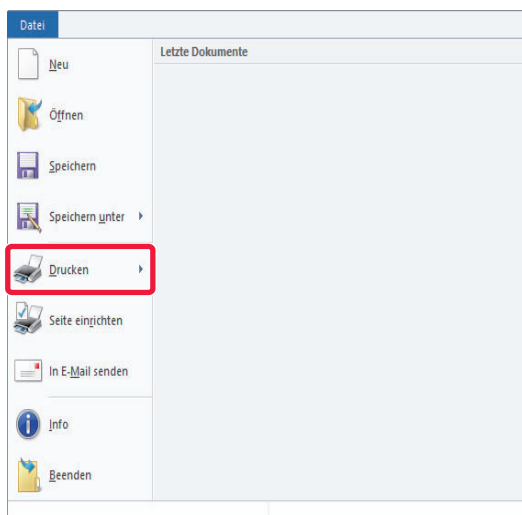 Datei
Letzte Dokumente
Neu
Öffnen
Speichern
Speichern unter
Drucken
Seite einrichten
In E-Mail senden
Info
Beenden